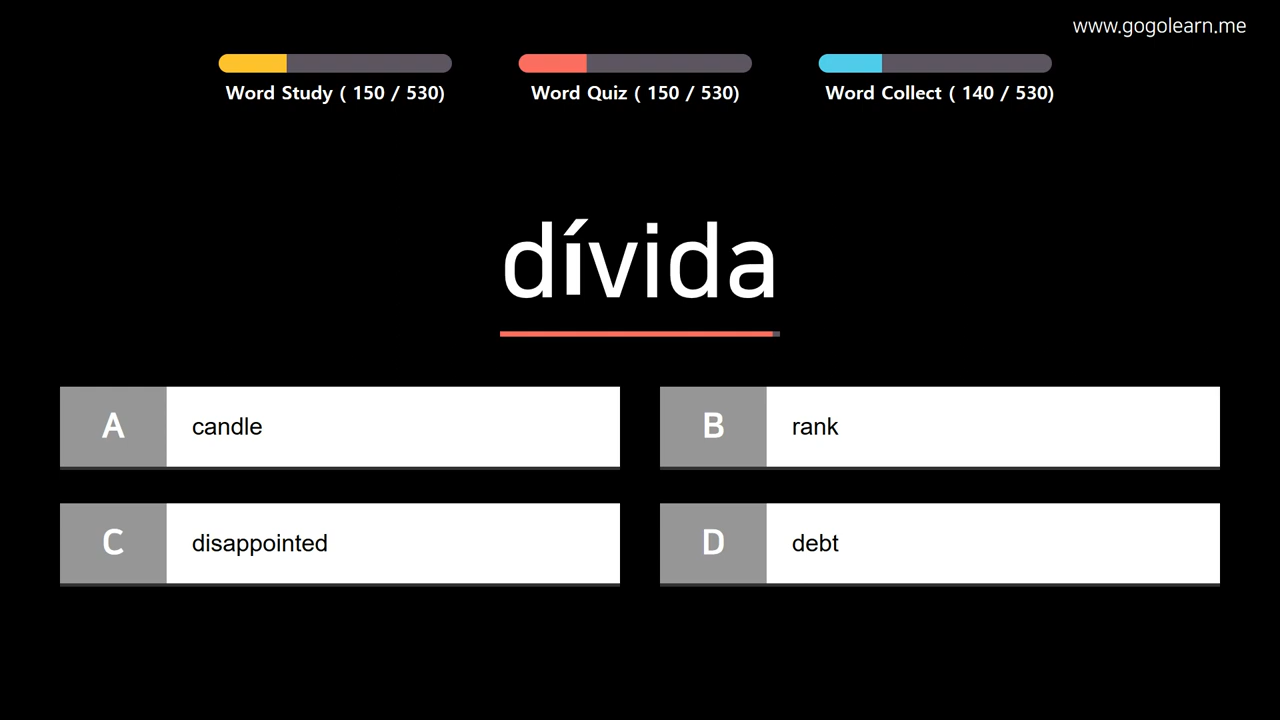 www.gogolearn.me
Word Study ( 150 / 530)
Word Quiz ( 150 / 530)
Word Collect ( 140 / 530)
dívida
A candle
B rank
C disappointed
D debt